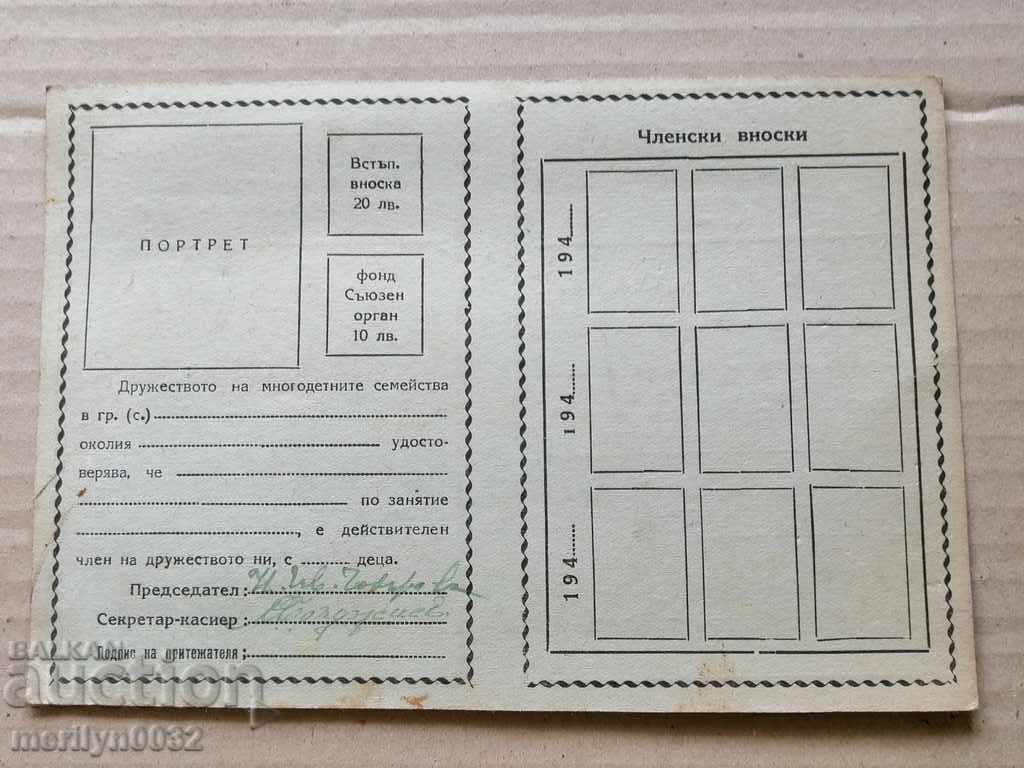 ПОРТРЕТ
Встъп.
вноска
20 лв.
фонд
Съюзен
орган
10 лв.
Дружеството на многодетните семейства
в гр. (с.)
околия удосто-
верява, че
по занятие
, е действителен
член на дружеството ни, с ......... деца.
Председател:
Секретар-касиер:
Подпис на притежателя:
Членски вноски
194
194
194
BALKAN
auction
merilyn0032